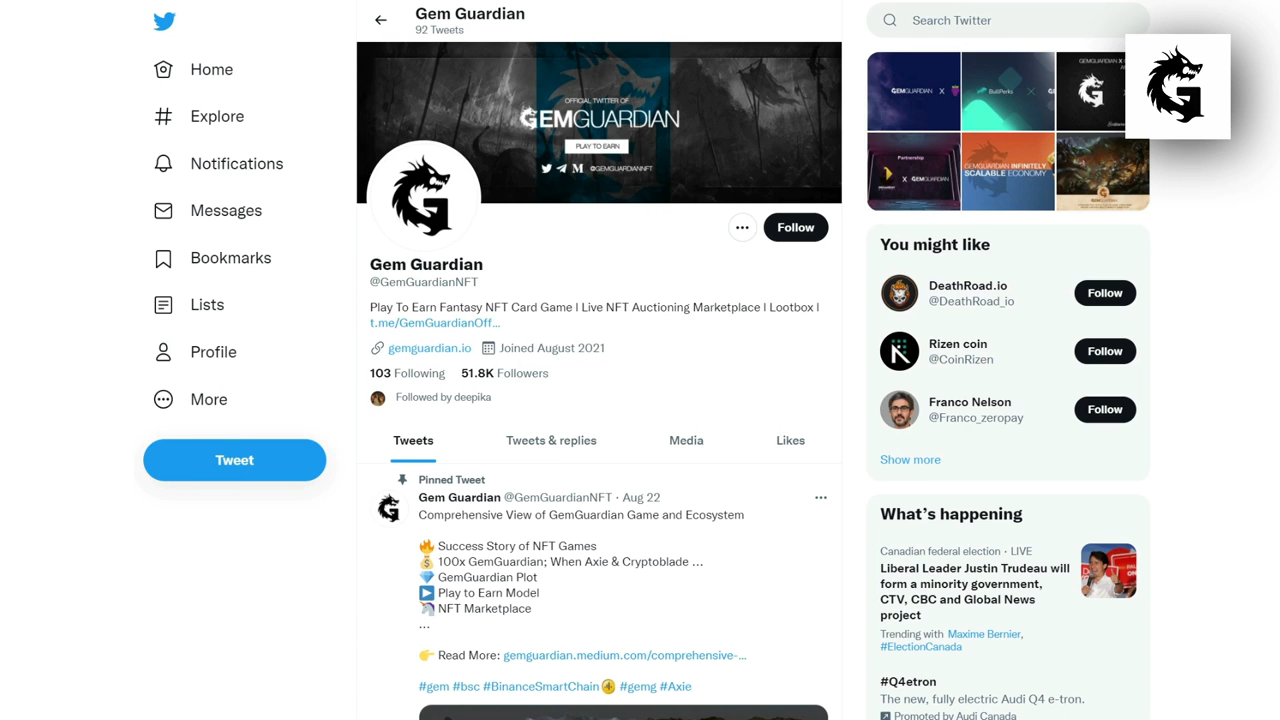 Home
Explore
Notifications
Messages
Bookmarks
Lists
Profile
More
Tweet
Gem Guardian
92 Tweets
OFFICIAL TWITTER OF
GEMGUARDIAN
PLAY TO EARN
@GEMGUARDIANNFT
Follow
Gem Guardian
@GemGuardianNFT
Play To Earn Fantasy NFT Card Game | Live NFT Auctioning Marketplace | Lootbox |
t.me/GemGuardianOff…
gemguardian.io Joined August 2021
103 Following 51.8K Followers
Followed by deepika
Tweets Tweets & replies Media Likes
Pinned Tweet
Gem Guardian @GemGuardianNFT · Aug 22
Comprehensive View of GemGuardian Game and Ecosystem
🔥 Success Story of NFT Games
💰 100x GemGuardian; When Axie & Cryptoblade ...
💎 GemGuardian Plot
▶️ Play to Earn Model
🦄 NFT Marketplace
...
👉 Read More: gemguardian.medium.com/comprehensive-…
#gem #bsc #BinanceSmartChain #gemg #Axie
Search Twitter
GEMGUARDIAN X
BullPerks X
GEMGUARDIAN X
Partnership
X GEMGUARDIAN
GEMGUARDIAN INFINITELY
SCALABLE ECONOMY
You might like
DeathRoad.io
@DeathRoad_io
Follow
Rizen coin
@CoinRizen
Follow
Franco Nelson
@Franco_zeropay
Follow
Show more
What's happening
Canadian federal election · LIVE
Liberal Leader Justin Trudeau will
form a minority government,
CTV, CBC and Global News
project
Trending with Maxime Bernier,
#ElectionCanada
#Q4etron
The new, fully electric Audi Q4 e-tron.
Promoted by Audi Canada